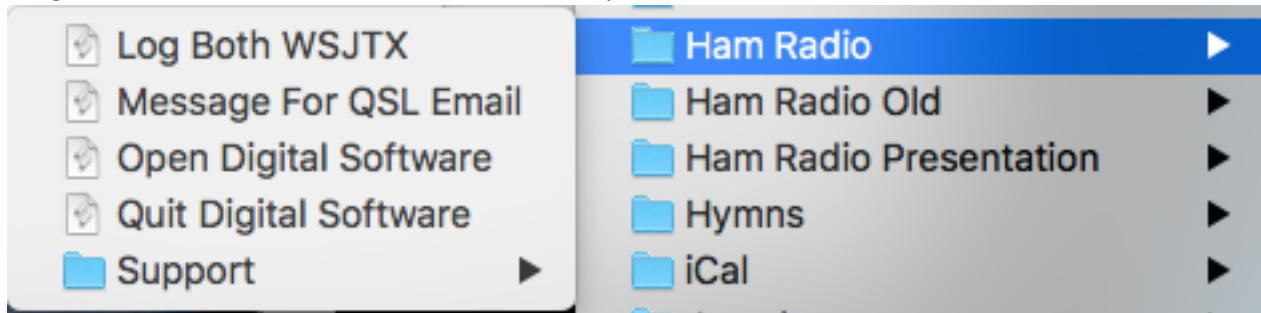 Log Both WSJTX
Message For QSL Email
Open Digital Software
Quit Digital Software
Support
Ham Radio
Ham Radio Old
Ham Radio Presentation
Hymns
iCal